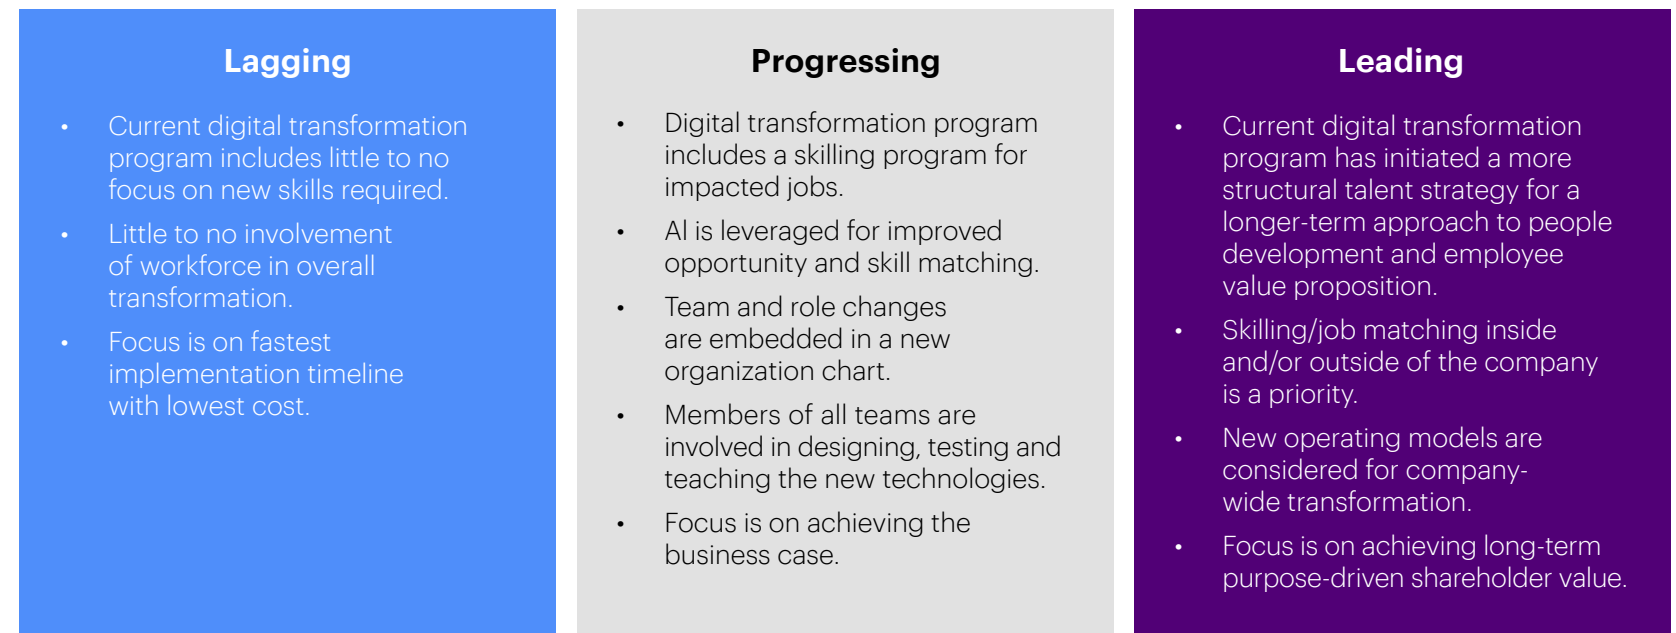 Lagging
• Current digital transformation
program includes little to no
focus on new skills required.
• Little to no involvement
of workforce in overall
transformation.
• Focus is on fastest
implementation timeline
with lowest cost.
Progressing
• Digital transformation program
includes a skilling program for
impacted jobs.
• AI is leveraged for improved
opportunity and skill matching.
• Team and role changes
are embedded in a new
organization chart.
• Members of all teams are
involved in designing, testing and
teaching the new technologies.
• Focus is on achieving the
business case.
Leading
• Current digital transformation
program has initiated a more
structural talent strategy for a
longer-term approach to people
development and employee
value proposition.
• Skilling/job matching inside
and/or outside of the company
is a priority.
• New operating models are
considered for company-
wide transformation.
• Focus is on achieving long-term
purpose-driven shareholder value.